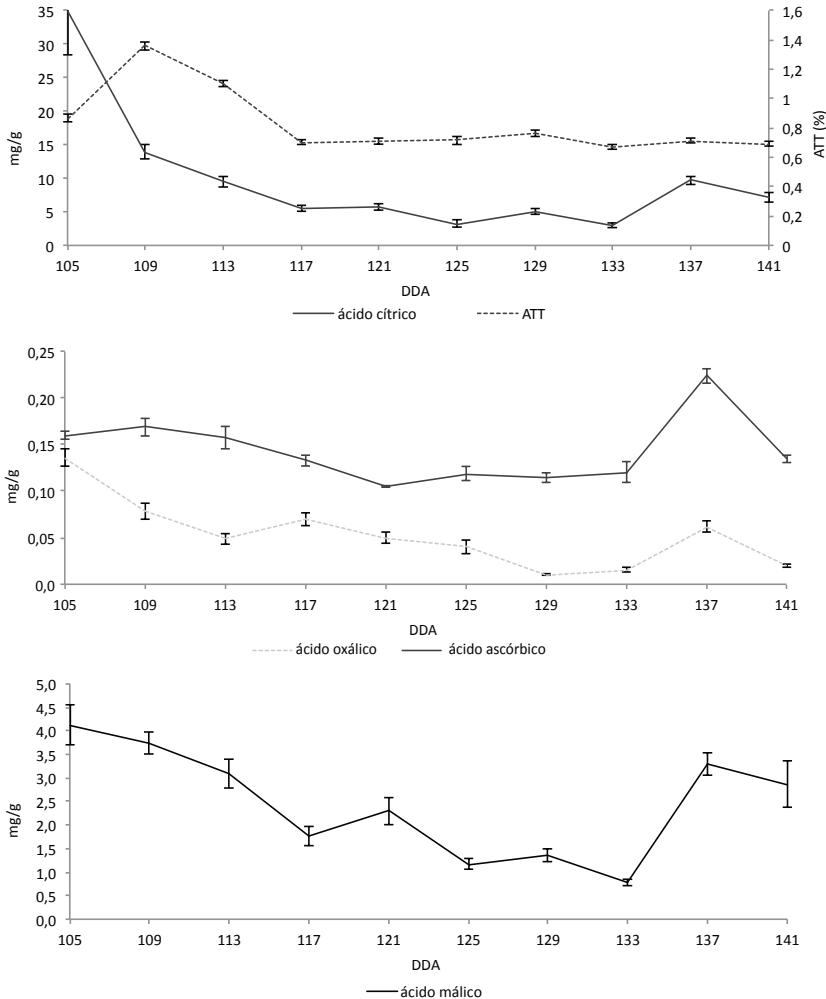 35
30
25
20
15
10
5
0
mg/g
1,6
1,4
1,2
1
0,8
0,6
0,4
0,2
0
ATT (%)
105 109 113 117 121 125 129 133 137 141
DDA
ácido cítrico ATT
0,25
0,20
0,15
0,10
0,05
0,0
mg/g
105 109 113 117 121 125 129 133 137 141
DDA
ácido oxálico ácido ascórbico
5,0
4,5
4,0
3,5
3,0
2,5
2,0
1,5
1,0
0,5
0,0
mg/g
105 109 113 117 121 125 129 133 137 141
DDA
ácido málico